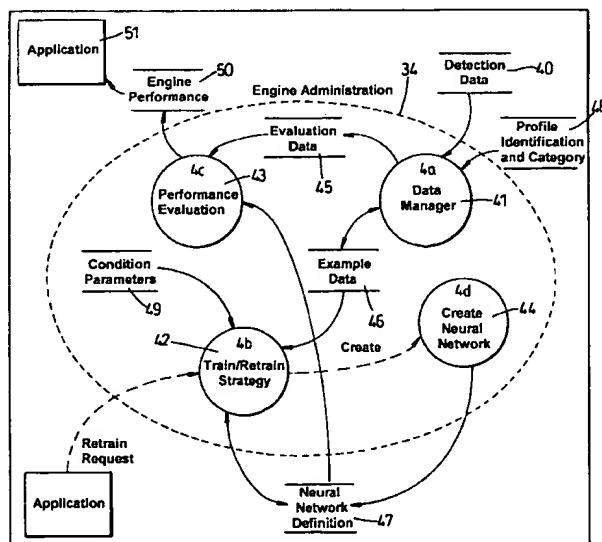 51
Application
50
Engine
Performance
Engine Administration
34
Detection
Data
40
Profile
Identification
and Category
Evaluation
Data
45
4c
Performance
Evaluation
43
4a
Data
Manager
41
Condition
Parameters
49
Example
Data
46
4d
Create
Neural
Network
44
42
4b
Train/Retrain
Strategy
Create
Retrain
Request
Application
Neural
Network
Definition
47